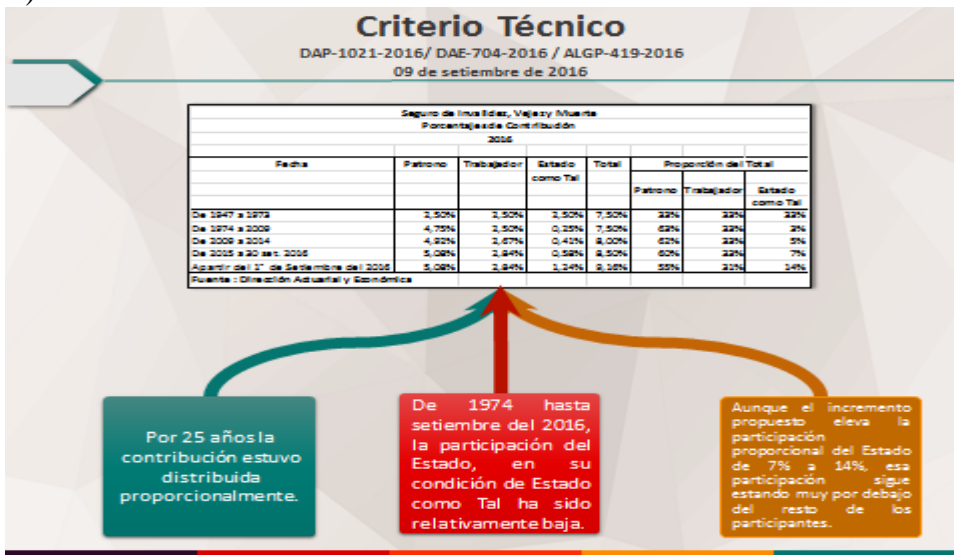 Criterio Técnico
DAP-1021-2016/ DAE-704-2016 / ALGP-419-2016
09 de setiembre de 2016
Seguro de Invalidez, Vejez y Muerte
Porcentajes de Contribución
2016
Fecha Patrono Trabajador Estado Total Proporción del Total
como Tal
Patrono Trabajador Estado
como Tal
De 1947 a 1973 2,50% 2,50% 2,50% 7,50% 33% 33% 33%
De 1974 a 2009 4,75% 2,50% 0,25% 7,50% 63% 33% 3%
De 2009 a 2014 4,92% 2,67% 0,41% 8,00% 62% 33% 5%
De 2015 a 30 set. 2016 5,08% 2,84% 0,58% 8,50% 60% 33% 7%
Apartir del 1° de Setiembre del 2016 5,08% 2,84% 1,24% 9,16% 55% 31% 14%
Fuente : Dirección Actuarial y Económica
Por 25 años la
contribución estuvo
distribuida
proporcionalmente.
De 1974 hasta
setiembre del 2016,
la participación del
Estado, en su
condición de Estado
como Tal ha sido
relativamente baja.
Aunque el incremento
propuesto eleva la
participación
proporcional del Estado
de 7% a 14%, esa
participación sigue
estando muy por debajo
del resto de los
participantes.